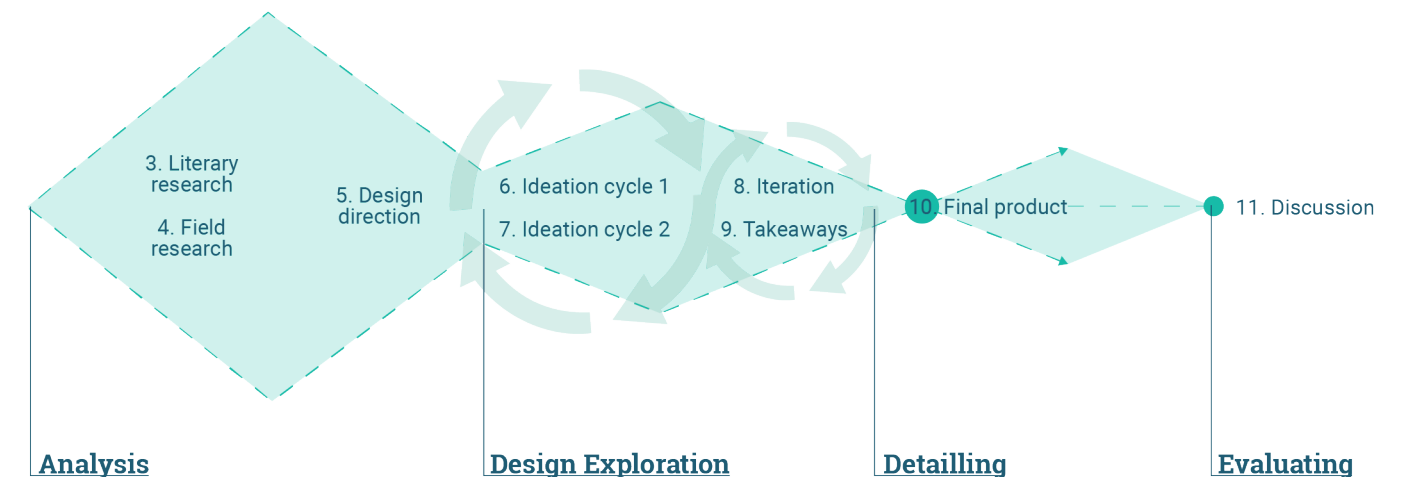 3. Literary
research
4. Field
research
5. Design
direction
6. Ideation cycle 1
7. Ideation cycle 2
8. Iteration
9. Takeaways
10. Final product
11. Discussion
Analysis
Design Exploration
Detailling
Evaluating